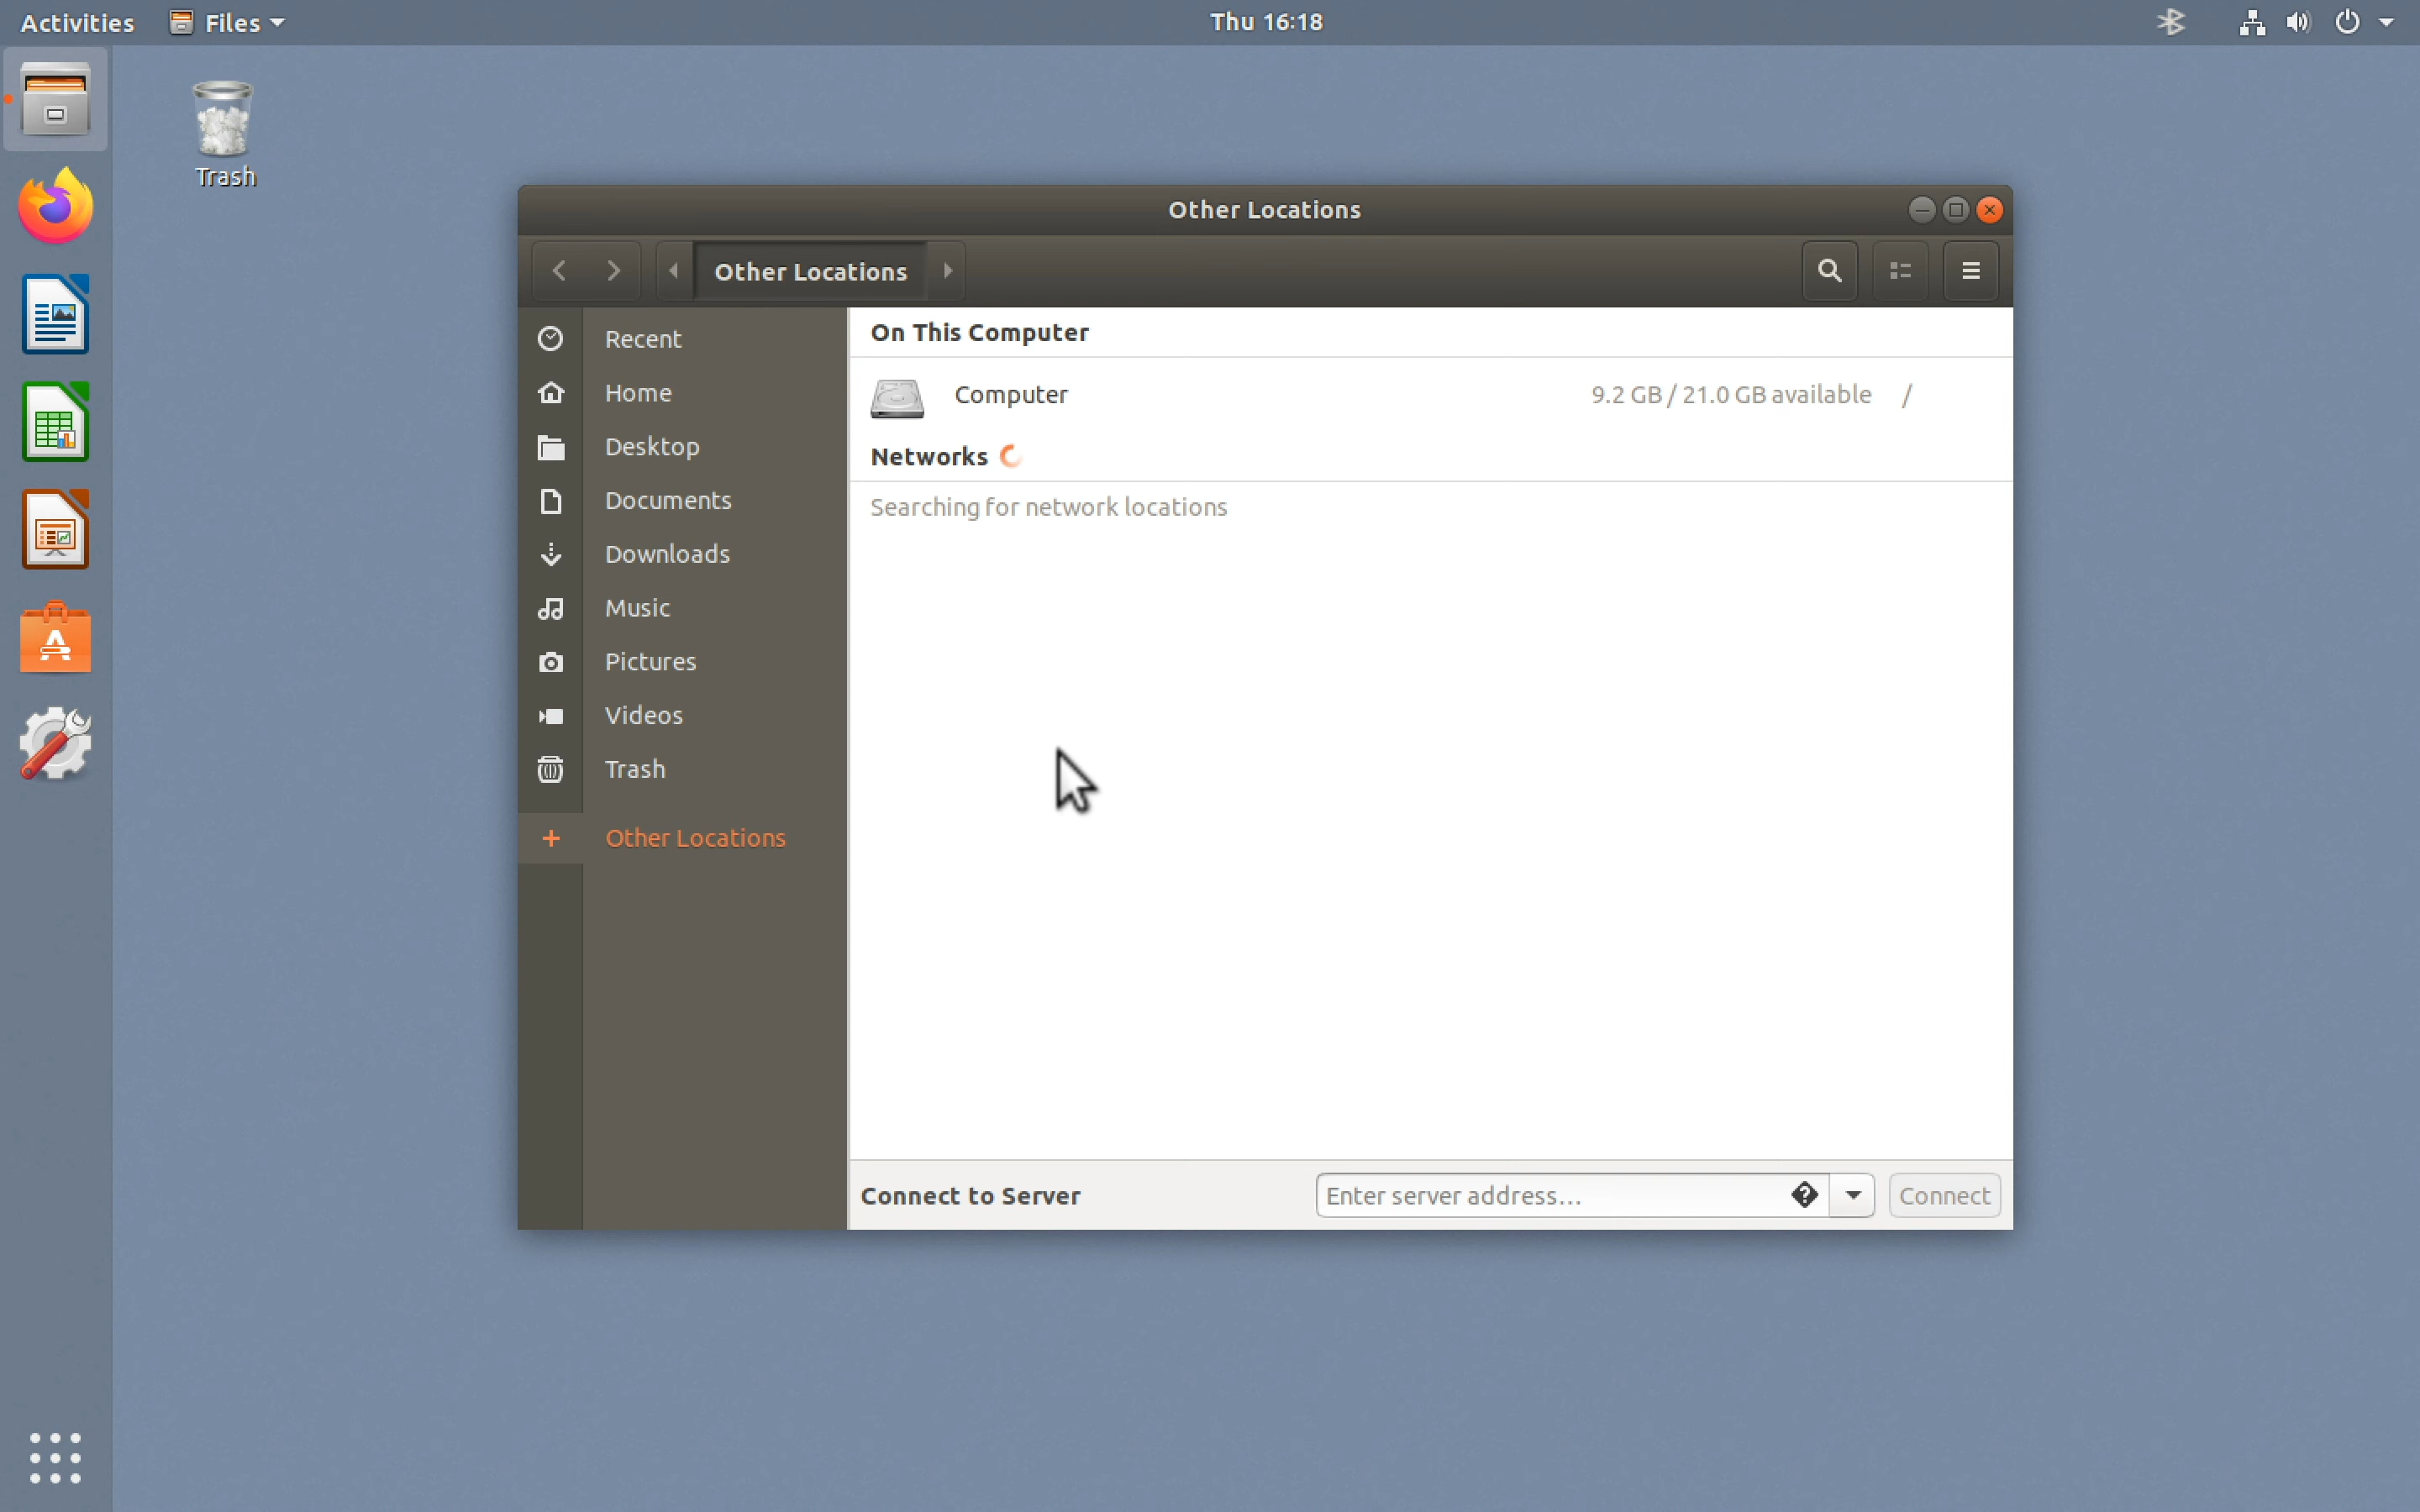 Activities Files Thu 16:18
Trash
Other Locations
Other Locations
Recent
Home
Desktop
Documents
Downloads
Music
Pictures
Videos
Trash
Other Locations
On This Computer
Computer 9.2 GB / 21.0 GB available /
Networks
Searching for network locations
Connect to Server Enter server address... Connect